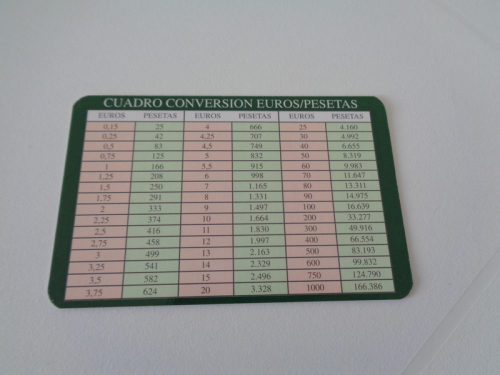 CUADRO CONVERSION EUROS/PESETAS
EUROS PESETAS EUROS PESETAS EUROS PESETAS
0,15 25 4 666 25 4.160
0,25 42 4,25 707 30 4.992
0,5 83 4,5 749 40 6.655
0,75 125 5 832 50 8.319
1 166 5,5 915 60 9.983
1.25 208 6 998 70 11.647
1,5 250 7 1.165 80 13.311
1,75 291 8 1.331 90 14.975
2 333 9 1.497 100 16.639
2.25 374 10 1.664 200 33.277
2.5 416 11 1.830 300 49.916
2,75 458 12 1.997 400 66.554
3 499 13 2.163 500 83.193
3,25 541 14 2.329 600 99.832
3,5 582 15 2.496 750 124.790
3,75 624 20 3.328 1000 166.386